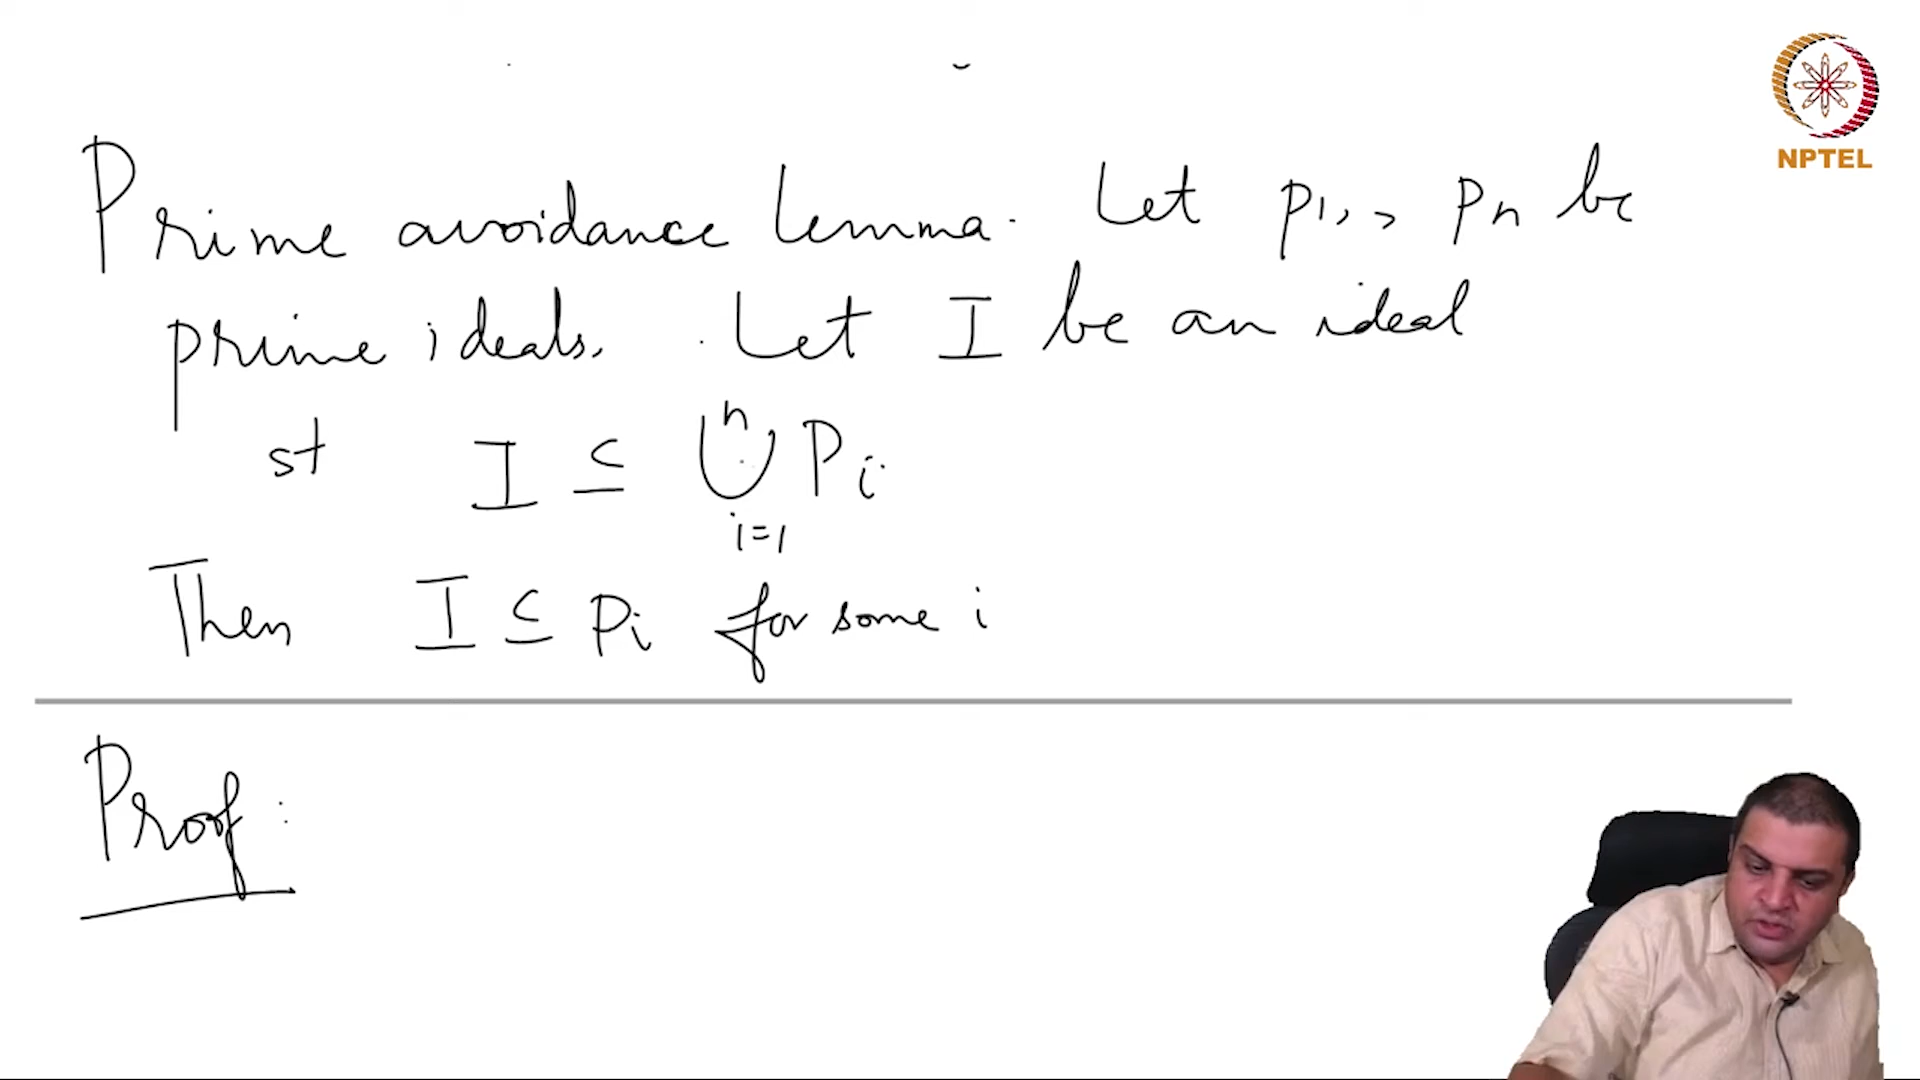 NPTEL
Prime avoidance lemma. Let p1,, pn be
prime ideals. Let I be an ideal
st I ⊆ ⋃ⁿᵢ₌₁ Pi
Then I ⊆ pi for some i
Proof: